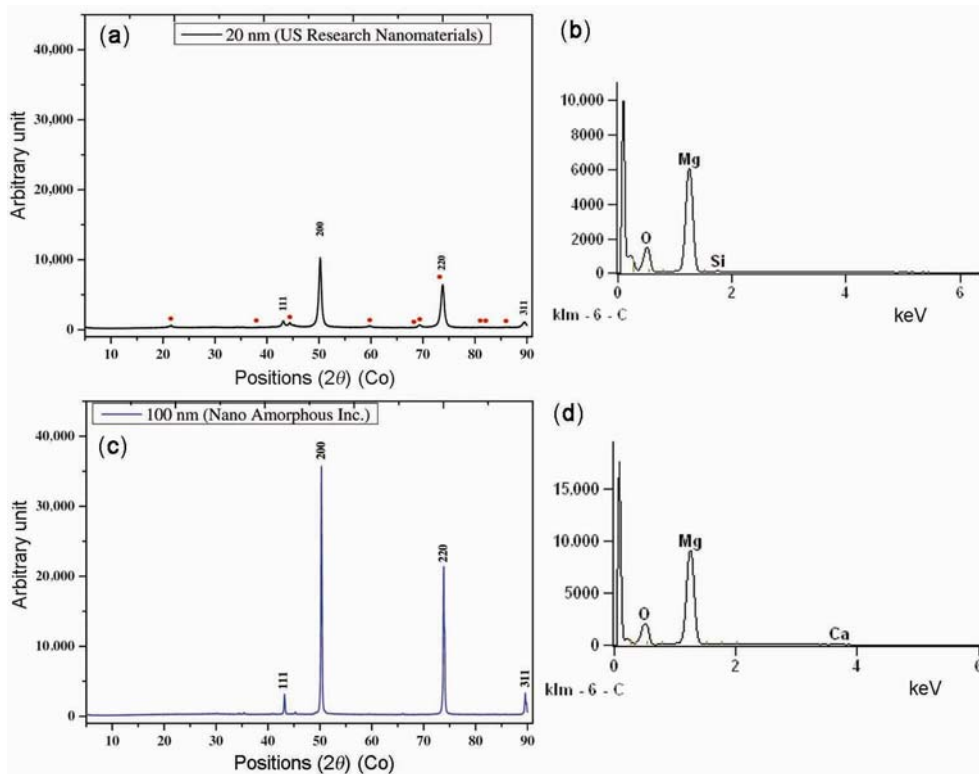 (a)
20 nm (US Research Nanomaterials)
40,000
30,000
20,000
10,000
0
Arbitrary unit
111
200
220
311
10 20 30 40 50 60 70 80 90
Positions (2θ) (Co)
(b)
10.000
8000
6000
4000
2000
0
O
Mg
Si
0 2 4 6
klm - 6 - C
keV
100 nm (Nano Amorphous Inc.)
(c)
40,000
30,000
20,000
10,000
0
Arbitrary unit
111
200
220
311
10 20 30 40 50 60 70 80 90
Positions (2θ) (Co)
(d)
15.000
10.000
5000
0
O
Mg
Ca
0 2 4 6
klm - 6 - C
keV